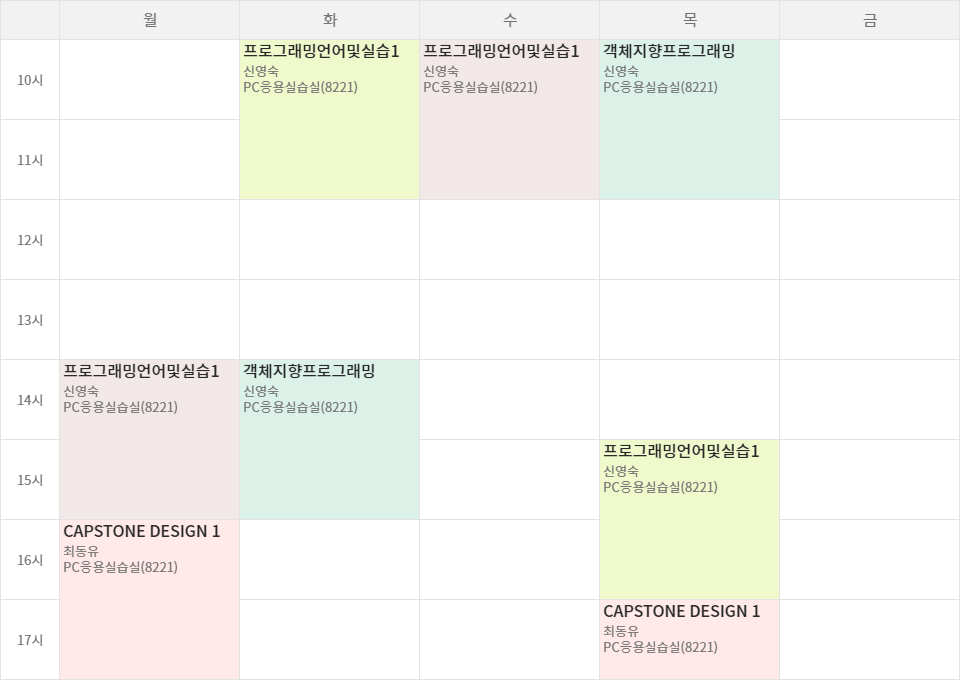 월 화 수 목 금
10시
프로그래밍언어및실습1
신영숙
PC응용실습실(8221)
프로그래밍언어및실습1
신영숙
PC응용실습실(8221)
객체지향프로그래밍
신영숙
PC응용실습실(8221)
11시
12시
13시
14시
프로그래밍언어및실습1
신영숙
PC응용실습실(8221)
객체지향프로그래밍
신영숙
PC응용실습실(8221)
15시
프로그래밍언어및실습1
신영숙
PC응용실습실(8221)
16시
CAPSTONE DESIGN 1
최동유
PC응용실습실(8221)
17시
CAPSTONE DESIGN 1
최동유
PC응용실습실(8221)